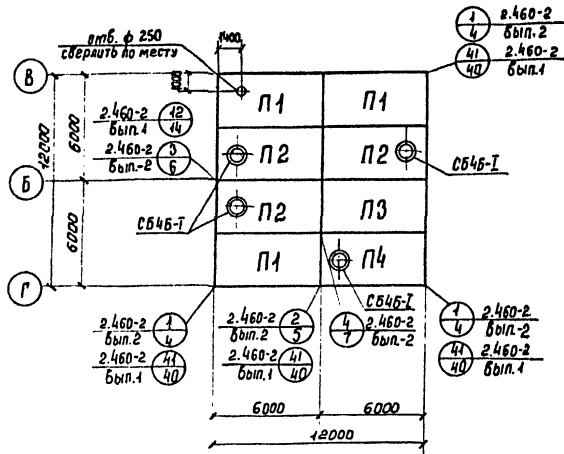 1/4 2.460-2 Вып.2
41/40 2.460-2 Вып.1
отв. ф 250
сверлить по месту
1400
1000
В
П1 П1
2.460-2 Вып.1 12/14
2.460-2 Вып.-2 3/6
12000
6000
П2 П2
СБ4Б-I
Б
СБ4Б-I
П2 П3
6000
П1 П4
Г
СБ4Б-I
2.460-2 Вып.2 1/4
2.460-2 Вып.2 2/5
4/7 2.460-2 Вып.-2
1/4 2.460-2 Вып.-2
2.460-2 Вып.1 41/40
2.460-2 Вып.1 41/40
41/40 2.460-2 Вып.1
6000 6000
12000